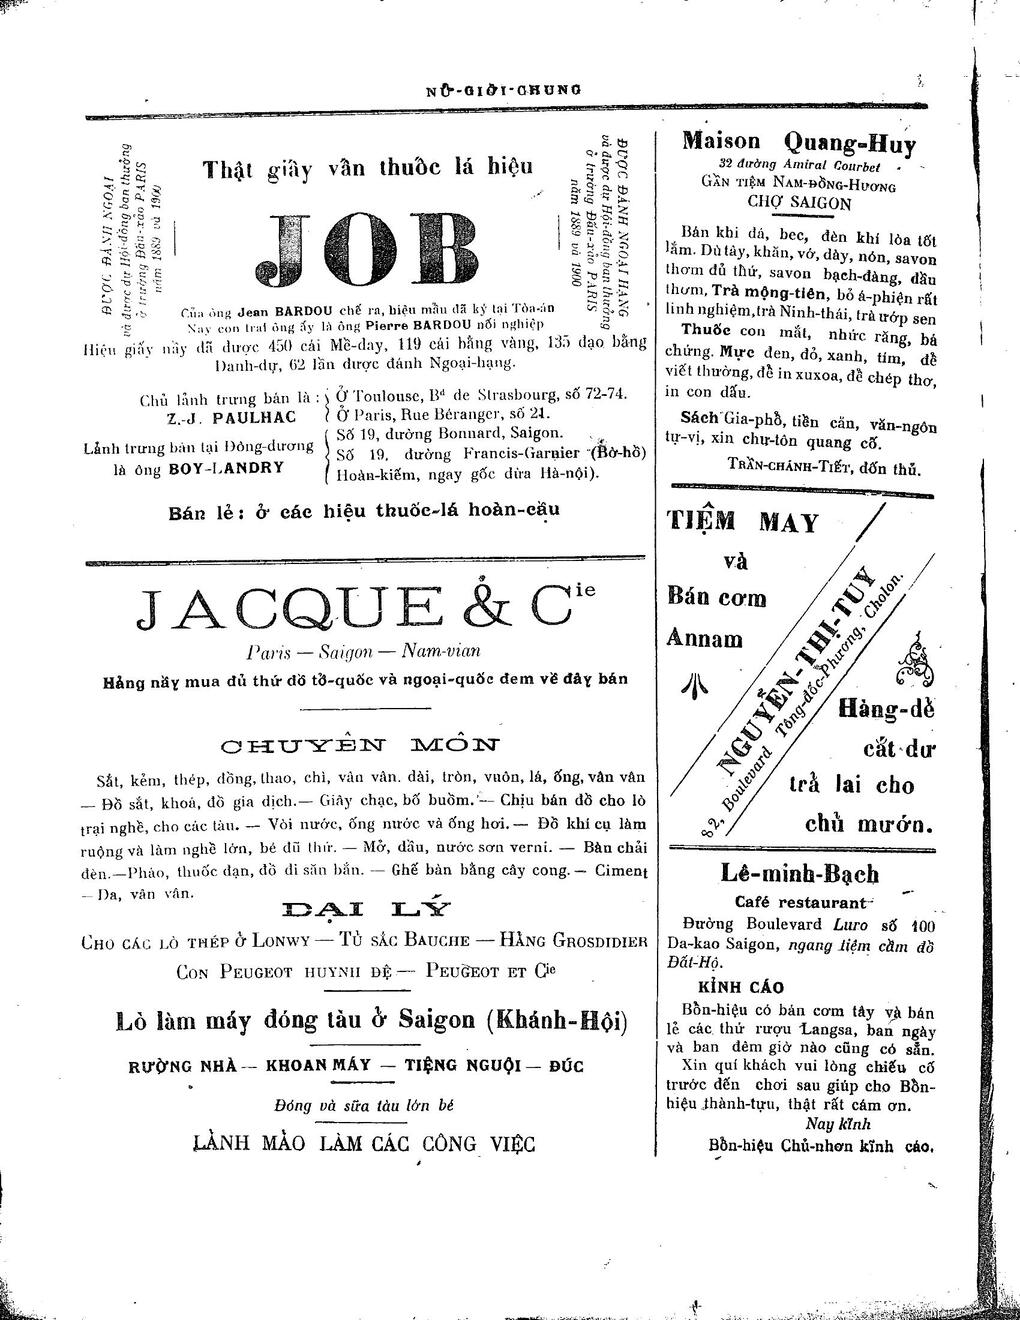 NỮ-GIỚI-CHUNG
ĐƯỢC ĐÁNH NGOẠI
và được dự Hội-đồng ban thưởng
ở trường Đấu-xảo PARIS
năm 1889 và 1900
Thật giấy vấn thuốc lá hiệu
JOB
ĐƯỢC ĐÁNH NGOẠI HẠNG
và được dự Hội-đồng ban thưởng
ở trường Đấu-xảo PARIS
năm 1889 và 1900
Của ông Jean BARDOU chế ra, hiệu mầu đã ký tại Tòa-án
Nay con trai ông ấy là ông Pierre BARDOU nối nghiệp
Hiệu giấy nầy đã được 450 cái Mề-day, 119 cái bằng vàng, 135 đạo bằng
Danh-dự, 62 lần được đánh Ngoại-hạng.
Chủ lảnh trưng bán là :
Z.-J. PAULHAC
Ở Toulouse, Bd de Strasbourg, số 72-74.
Ở Paris, Rue Béranger, số 21.
Lảnh trưng bán tại Đông-dương
là ông BOY-LANDRY
Số 19, đường Bonnard, Saigon.
Số 19, đường Francis-Garnier (Bờ-hồ)
Hoàn-kiếm, ngay gốc dừa Hà-nội).
Bán lẻ : ở các hiệu thuốc-lá hoàn-cầu
JACQUE & Cie
Paris — Saigon — Nam-vian
Hảng nầy mua đủ thứ đồ tổ-quốc và ngoại-quốc đem về đây bán
CHUYÊN MÔN
Sắt, kẻm, thép, đồng, thao, chì, vân vân. dài, tròn, vuôn, lá, ống, vân vân
— Đồ sắt, khoá, đồ gia dịch.— Giây chạc, bố buồm. — Chịu bán đồ cho lò
trại nghề, cho các tàu. — Vòi nước, ống nước và ống hơi. — Đồ khí cụ làm
ruộng và làm nghề lớn, bé đũ thứ. — Mở, dầu, nước sơn verni. — Bàn chải
đèn.—Pháo, thuốc đạn, đồ đi săn bắn. — Ghế bàn bằng cây cong. — Ciment
— Da, vân vân.
ĐẠI LÝ
CHO CÁC LÒ THÉP Ở LONWY — TỦ SẮC BAUCHE — HẢNG GROSDIDIER
CON PEUGEOT HUYNH ĐỆ — PEUGEOT ET Cie
Lò làm máy đóng tàu ở Saigon (Khánh-Hội)
RƯỜNG NHÀ — KHOAN MÁY — TIỆNG NGUỘI — ĐÚC
Đóng và sữa tàu lớn bé
LÀNH MÀO LÀM CÁC CÔNG VIỆC
Maison Quang-Huy
32 đường Amiral Courbet
GẦN TIỆM NAM-ĐỒNG-HƯƠNG
CHỢ SAIGON
Bán khi đá, bec, đèn khí lòa tốt
lắm. Dù tây, khăn, vớ, dày, nón, savon
thơm đủ thứ, savon bạch-đàng, dầu
thơm, Trà mộng-tiên, bỏ á-phiện rất
linh nghiệm, trà Ninh-thái, trà ướp sen
Thuốc con mắt, nhức răng, bá
chứng. Mực đen, đỏ, xanh, tím, để
viết thường, để in xuxoa, để chép thơ,
in con dấu.
Sách Gia-phổ, tiền căn, văn-ngôn
tự-vị, xin chư-tôn quang cố.
TRẦN-CHÁNH-TIẾT, đốn thủ.
TIỆM MAY
và
Bán cơm
Annam
NGUYỄN-THỊ-TUY
82, Boulevard Tổng-đốc-Phương, Cholon.
Hàng-dẻ
cắt dư
trả lai cho
chủ mướn.
Lê-minh-Bạch
Café restaurant
Đường Boulevard Luro số 100
Da-kao Saigon, ngang tiệm cầm đồ
Đất-Hộ.
KỈNH CÁO
Bổn-hiệu có bán cơm tây và bán
lẻ các thứ rượu Langsa, ban ngày
và ban đêm giờ nào cũng có sẵn.
Xin quí khách vui lòng chiếu cố
trước đến chơi sau giúp cho Bổn-
hiệu thành-tựu, thật rất cám ơn.
Nay kỉnh
Bổn-hiệu Chủ-nhơn kỉnh cáo.